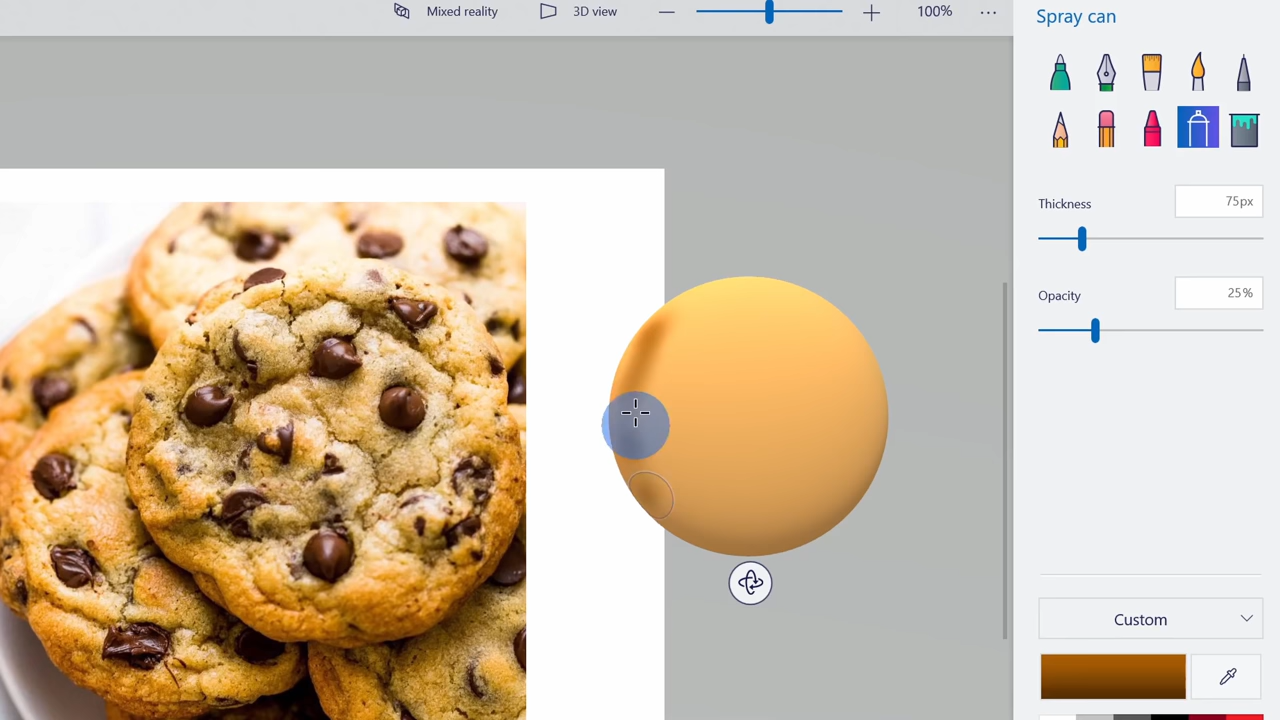 Mixed reality
3D view
100%
Spray can
Thickness
75px
Opacity
25%
Custom